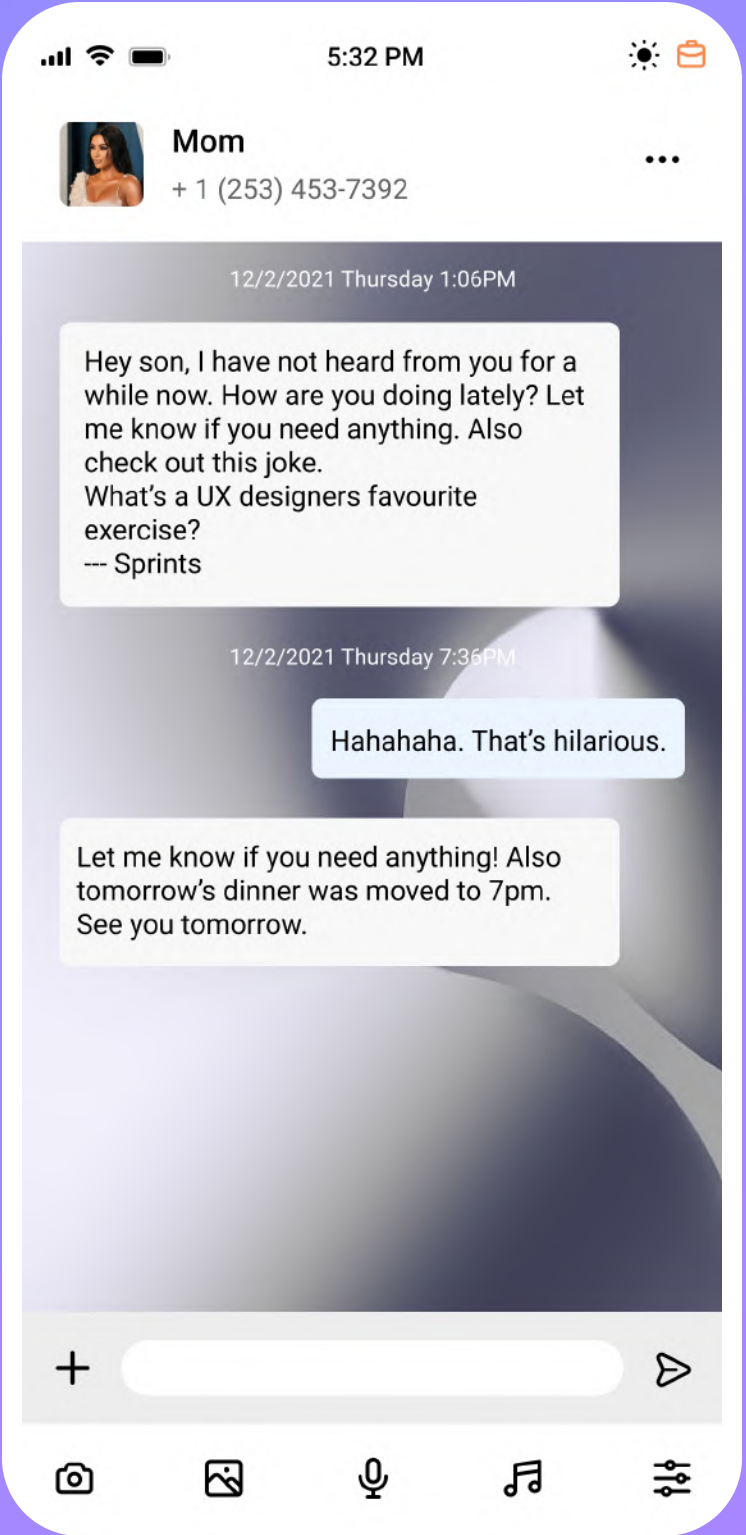 5:32 PM
Mom
+ 1 (253) 453-7392
12/2/2021 Thursday 1:06PM
Hey son, I have not heard from you for a
while now. How are you doing lately? Let
me know if you need anything. Also
check out this joke.
What’s a UX designers favourite
exercise?
--- Sprints
12/2/2021 Thursday 7:36PM
Hahahaha. That’s hilarious.
Let me know if you need anything! Also
tomorrow’s dinner was moved to 7pm.
See you tomorrow.